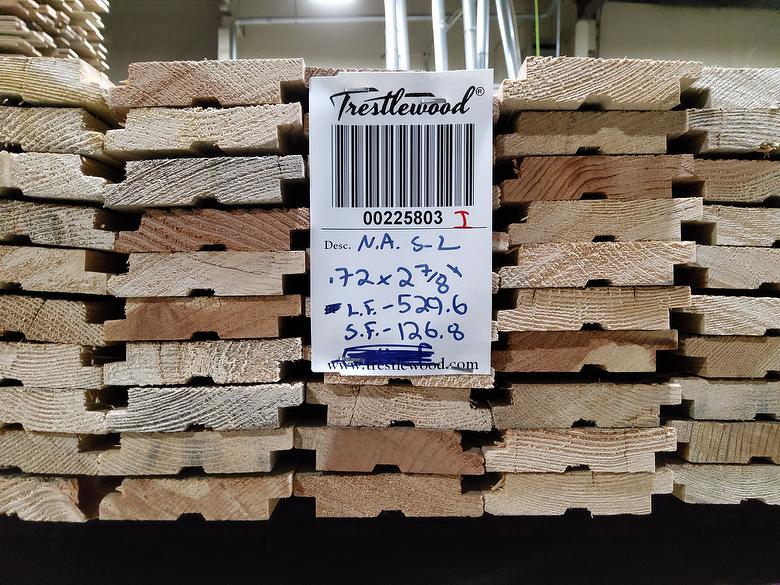 Trestlewood®
00225803 I
Desc. N.A. S-L
.72 x 2 7/8"
L.F. - 529.6
S.F. - 126.8
www.trestlewood.com